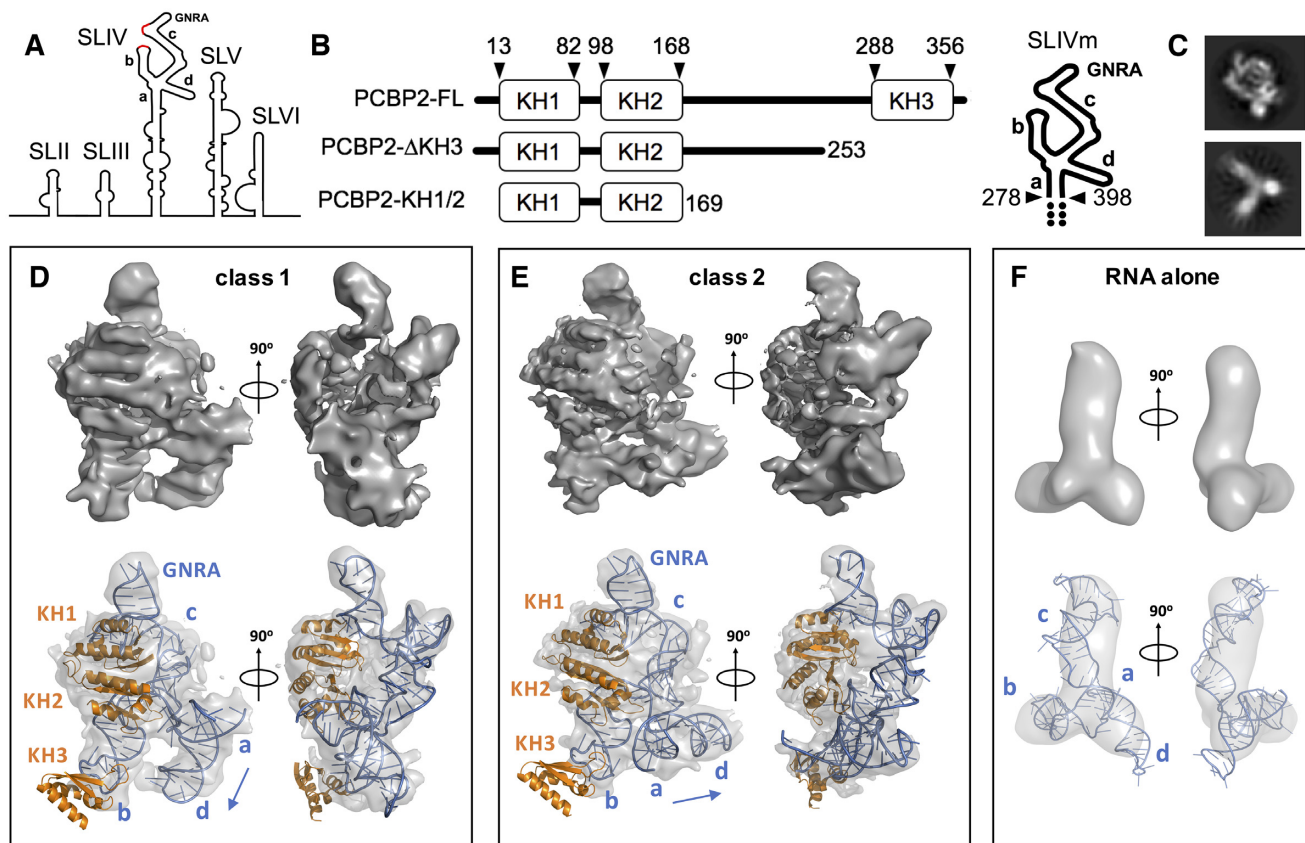 A
SLIV
GNRA
c
b
d
a
SLV
SLVI
SLII
SLIII
B
13 82 98 168 288 356
PCBP2-FL KH1 KH2 KH3
PCBP2-ΔKH3 KH1 KH2 253
PCBP2-KH1/2 KH1 KH2 169
SLIVm
GNRA
c
b
d
a
278 398
C
D class 1
90º
GNRA
c
KH1
KH2
KH3
90º
a
b
d
E class 2
90º
GNRA
c
KH1
KH2
KH3
90º
b
a
d
F RNA alone
90º
c
90º
b
a
d